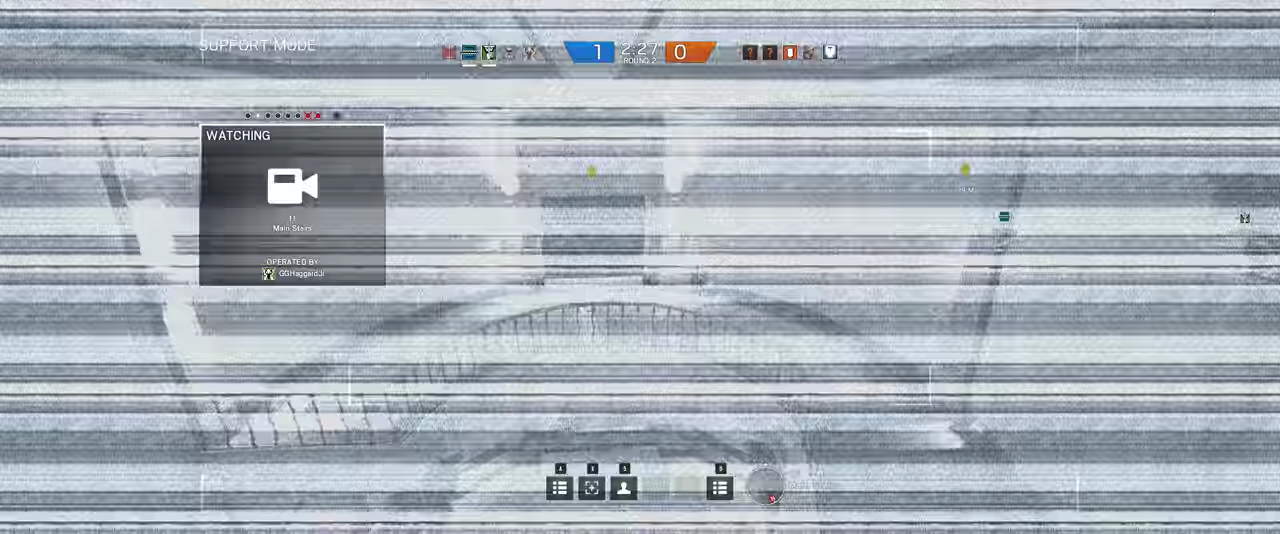 SUPPORT MODE
1 2:27 0
ROUND 2
WATCHING
Main Stairs
OPERATED BY
GGHaggardJr